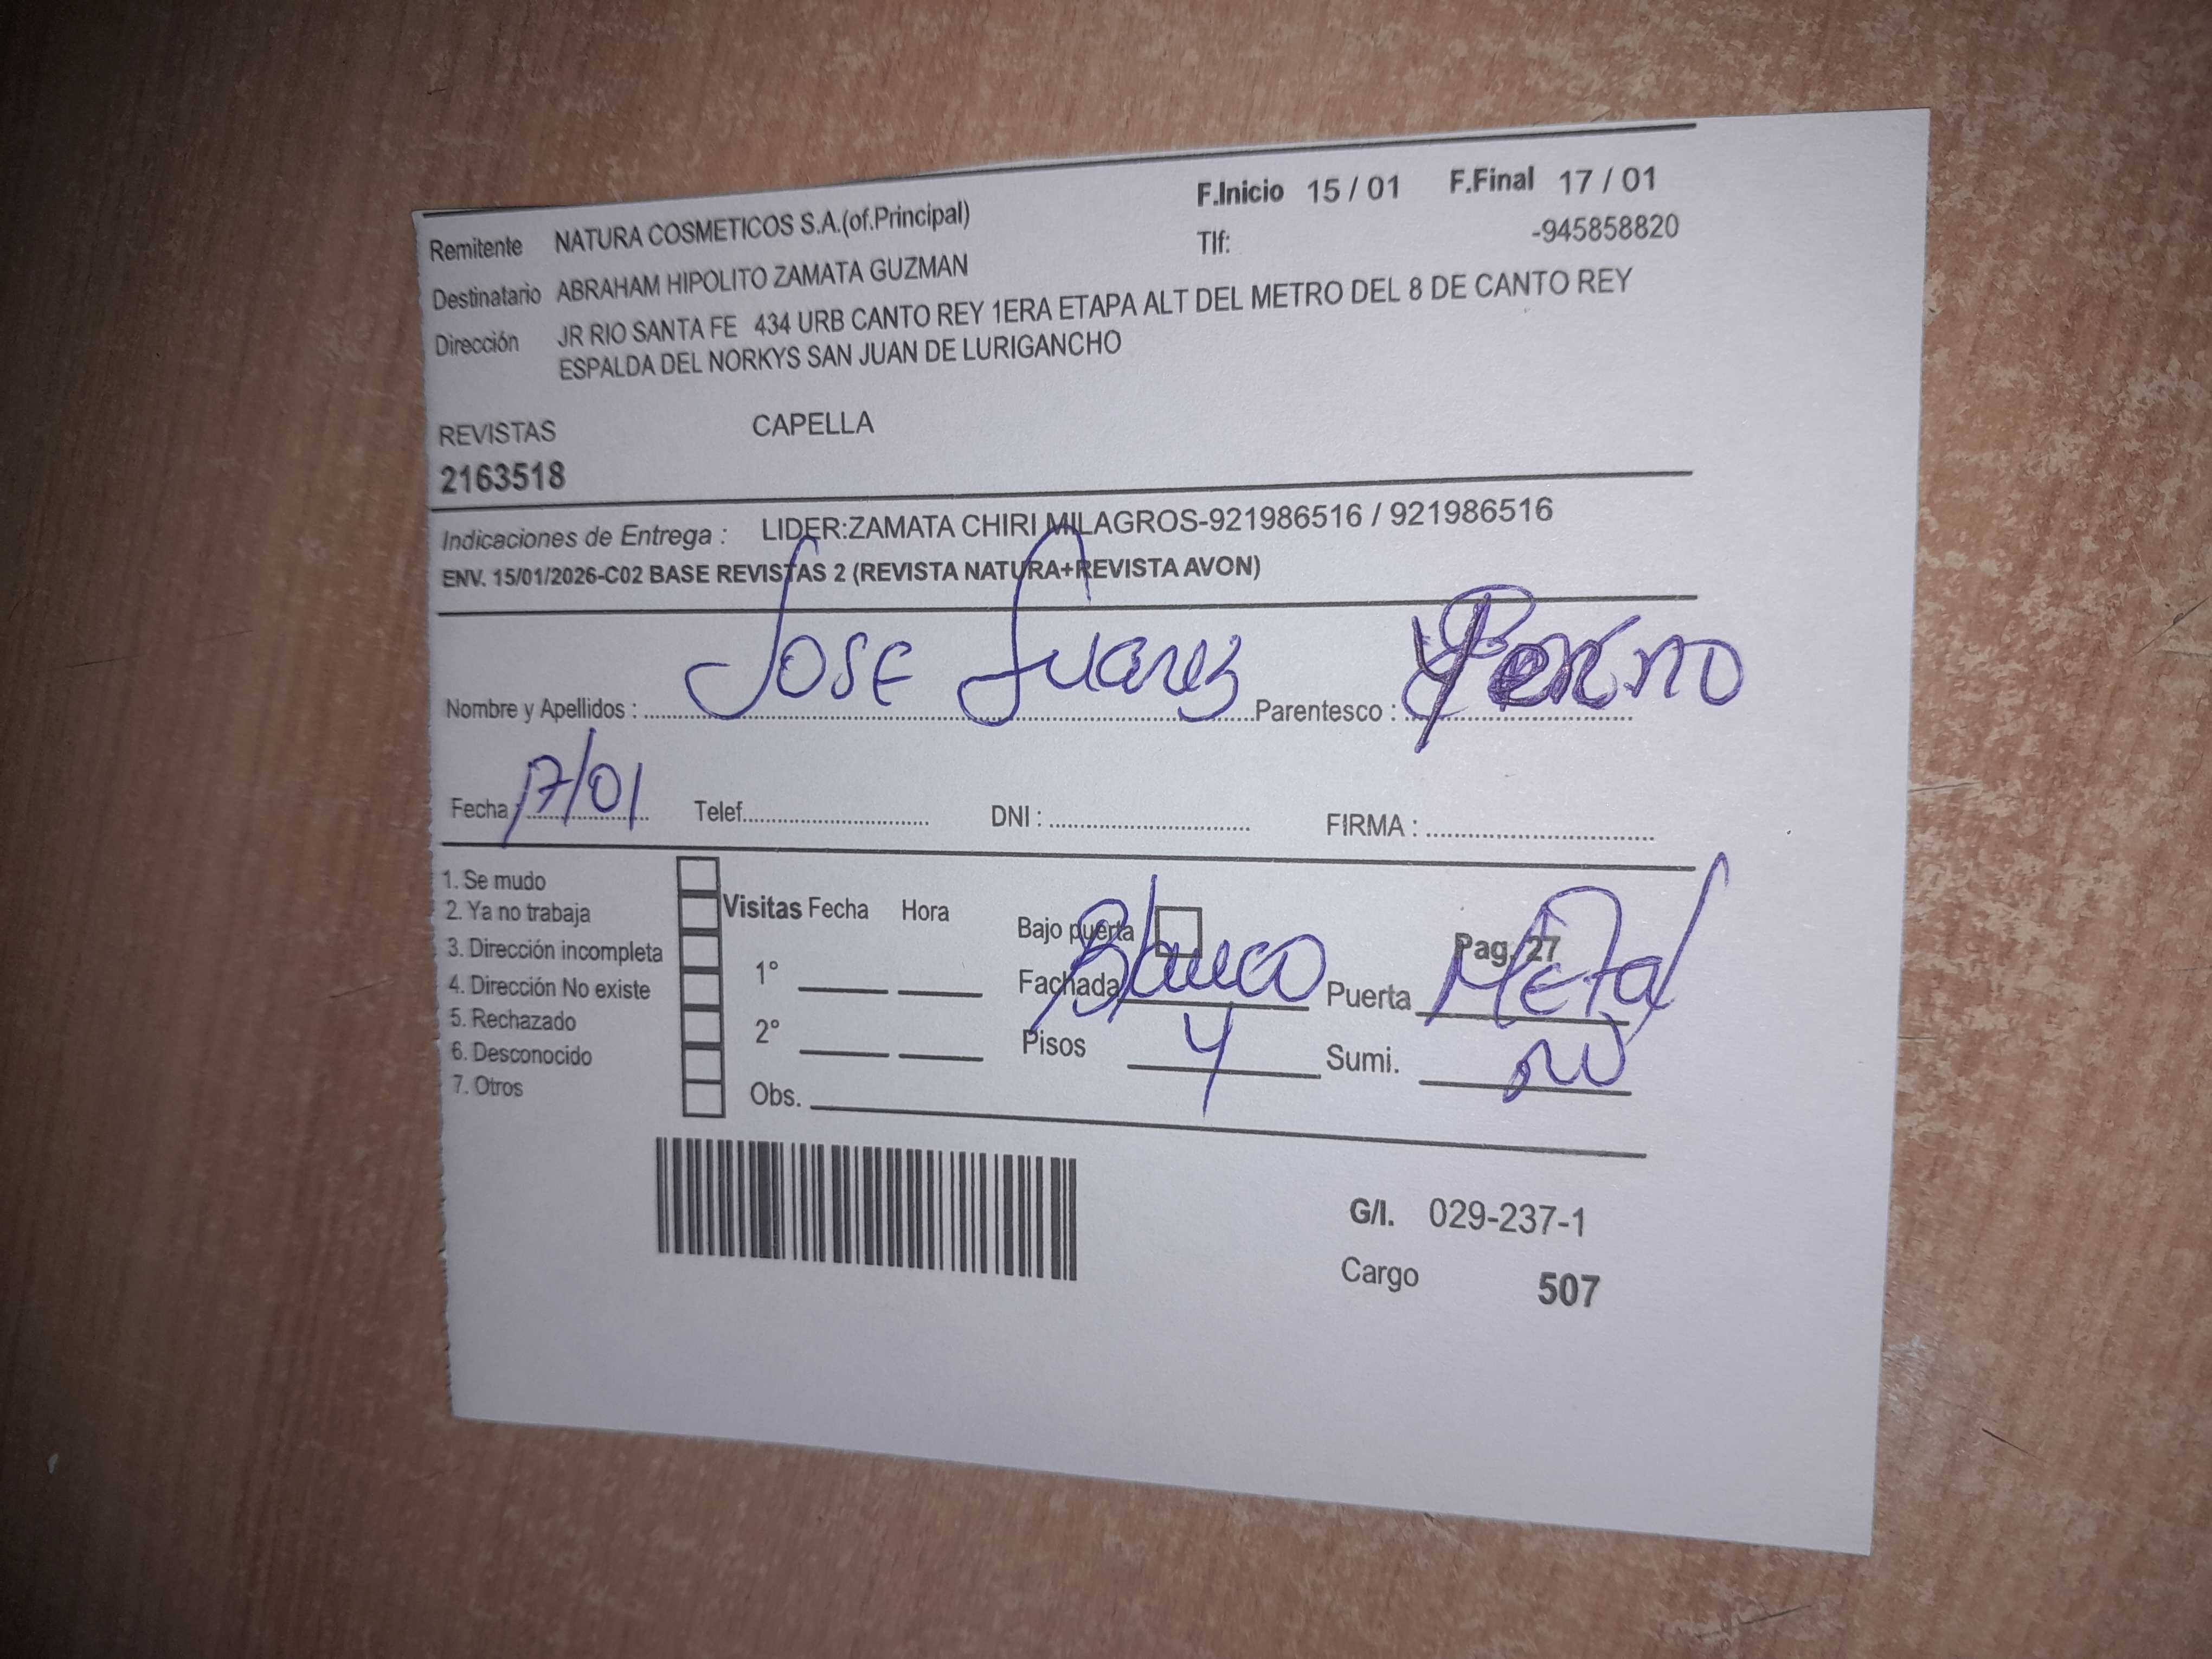 F.Inicio 15 / 01 F.Final 17 / 01
Remitente NATURA COSMETICOS S.A.(of.Principal) Tlf: -945858820
Destinatario ABRAHAM HIPOLITO ZAMATA GUZMAN
Dirección JR RIO SANTA FE 434 URB CANTO REY 1ERA ETAPA ALT DEL METRO DEL 8 DE CANTO REY
ESPALDA DEL NORKYS SAN JUAN DE LURIGANCHO
REVISTAS CAPELLA
2163518
Indicaciones de Entrega : LIDER:ZAMATA CHIRI MILAGROS-921986516 / 921986516
ENV. 15/01/2026-C02 BASE REVISTAS 2 (REVISTA NATURA+REVISTA AVON)
Nombre y Apellidos : JOSE Suarez Parentesco : Yerno
Fecha 17/01 Telef. DNI : FIRMA :
1. Se mudo
2. Ya no trabaja
3. Dirección incompleta
4. Dirección No existe
5. Rechazado
6. Desconocido
7. Otros
Visitas Fecha Hora
1°
2°
Obs.
Bajo puerta Pag. 27
Fachada Blanco Puerta Metal
Pisos 4 Sumi.
G/I. 029-237-1
Cargo 507